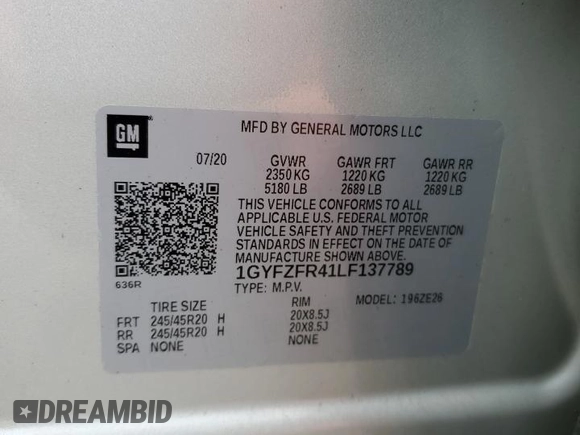 GM
MFD BY GENERAL MOTORS LLC
07/20 GVWR GAWR FRT GAWR RR
2350 KG 1220 KG 1220 KG
5180 LB 2689 LB 2689 LB
THIS VEHICLE CONFORMS TO ALL
APPLICABLE U.S. FEDERAL MOTOR
VEHICLE SAFETY AND THEFT PREVENTION
STANDARDS IN EFFECT ON THE DATE OF
MANUFACTURE SHOWN ABOVE.
636R
1GYFZFR41LF137789
TYPE: M.P.V. MODEL: 196ZE26
TIRE SIZE RIM
FRT 245/45R20 H 20X8.5J
RR 245/45R20 H 20X8.5J
SPA NONE NONE
DREAMBID